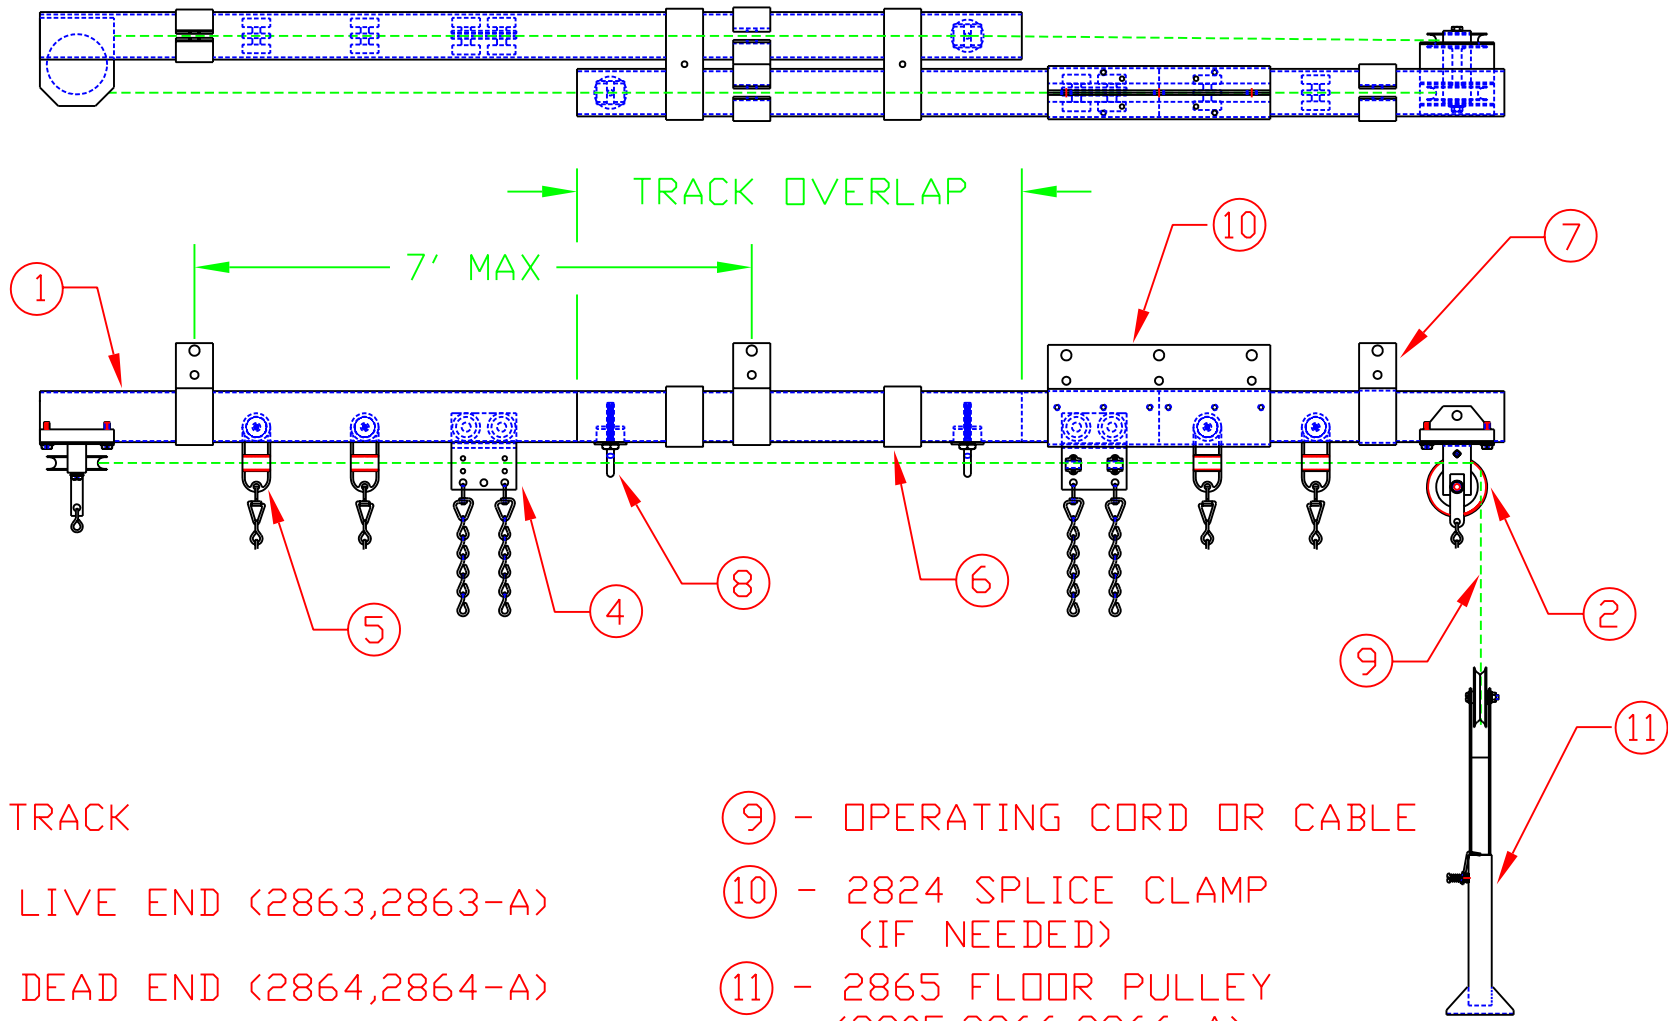 TRACK OVERLAP
10
7
7' MAX
1
6
8
4
5
2
9
11
TRACK
LIVE END (2863,2863-A)
DEAD END (2864,2864-A)
9 - OPERATING CORD OR CABLE
10 - 2824 SPLICE CLAMP
(IF NEEDED)
11 - 2865 FLOOR PULLEY